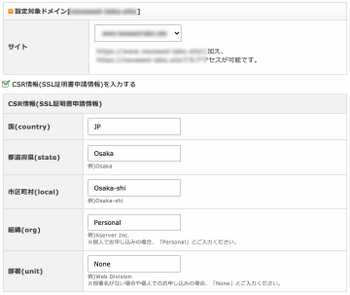 設定対象ドメイン[
]
サイト
加え、
アクセスが可能です。
CSR情報(SSL証明書申請情報)を入力する
CSR情報(SSL証明書申請情報)
国(country)
JP
都道府県(state)
Osaka
例)Osaka
市区町村(local)
Osaka-shi
例)Osaka-shi
組織(org)
Personal
例)Xserver Inc.
※個人でお申し込みの場合、「Personal」とご入力ください。
部署(unit)
None
例)Web Division
※部署名がない場合や個人でのお申し込みの場合、「None」とご入力ください。